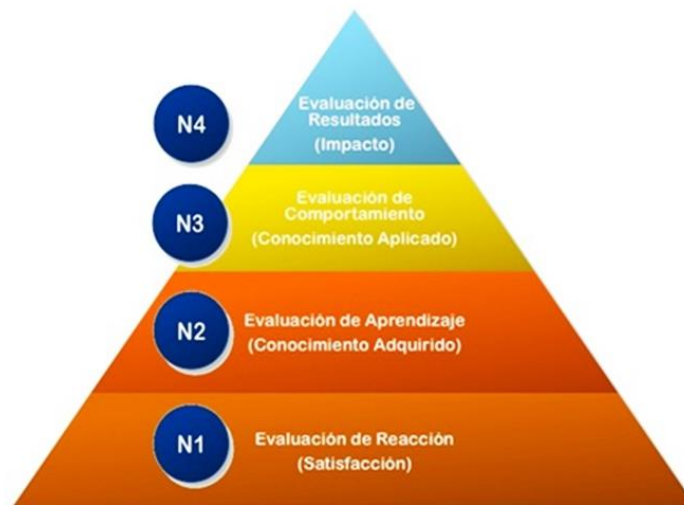 N4
Evaluación de
Resultados
(Impacto)
N3
Evaluación de
Comportamiento
(Conocimiento Aplicado)
N2
Evaluación de Aprendizaje
(Conocimiento Adquirido)
N1
Evaluación de Reacción
(Satisfacción)